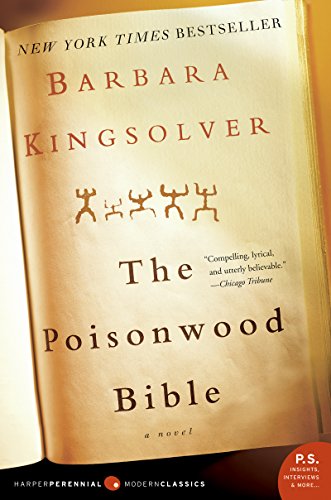 NEW YORK TIMES BESTSELLER
BARBARA
KINGSOLVER
The
"Compelling, lyrical,
and utterly believable."
—Chicago Tribune
Poisonwood
Bible
a novel
HARPERPERENNIAL MODERNCLASSICS
P.S.
INSIGHTS,
INTERVIEWS
& MORE...